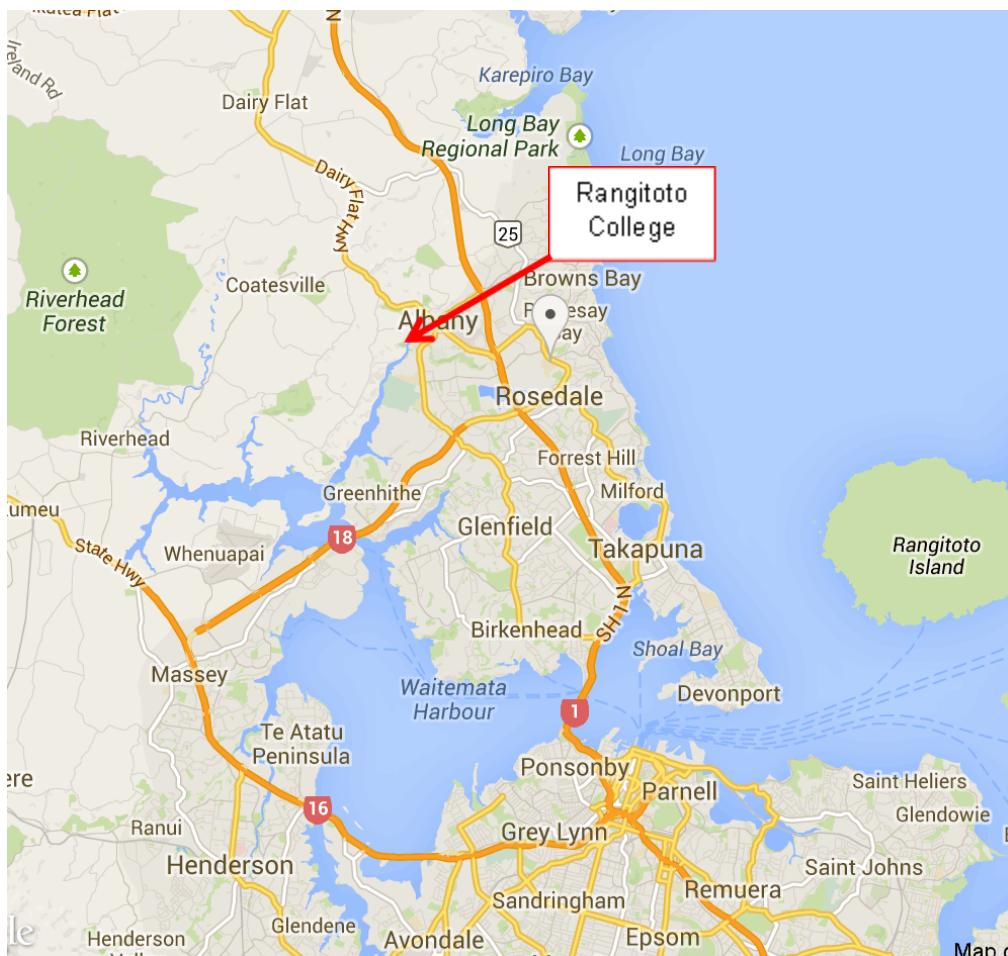 Dairy Flat
Ireland Rd
Karepiro Bay
Long Bay
Regional Park
Long Bay
Dairy Flat Hwy
Rangitoto
College
25
Riverhead
Forest
Coatesville
Browns Bay
Albany
Rosedale
Riverhead
Forrest Hill
Greenhithe
Milford
18
Glenfield
Whenuapai
Takapuna
Rangitoto
Island
State Hwy
SH1 N
Birkenhead
Shoal Bay
Massey
Waitemata
Harbour
Devonport
1
Te Atatu
Peninsula
Ponsonby
Parnell
Saint Heliers
Glendowie
16
Ranui
Grey Lynn
Henderson
Saint Johns
Remuera
Sandringham
Glendene
Avondale
Epsom
Henderson
Map